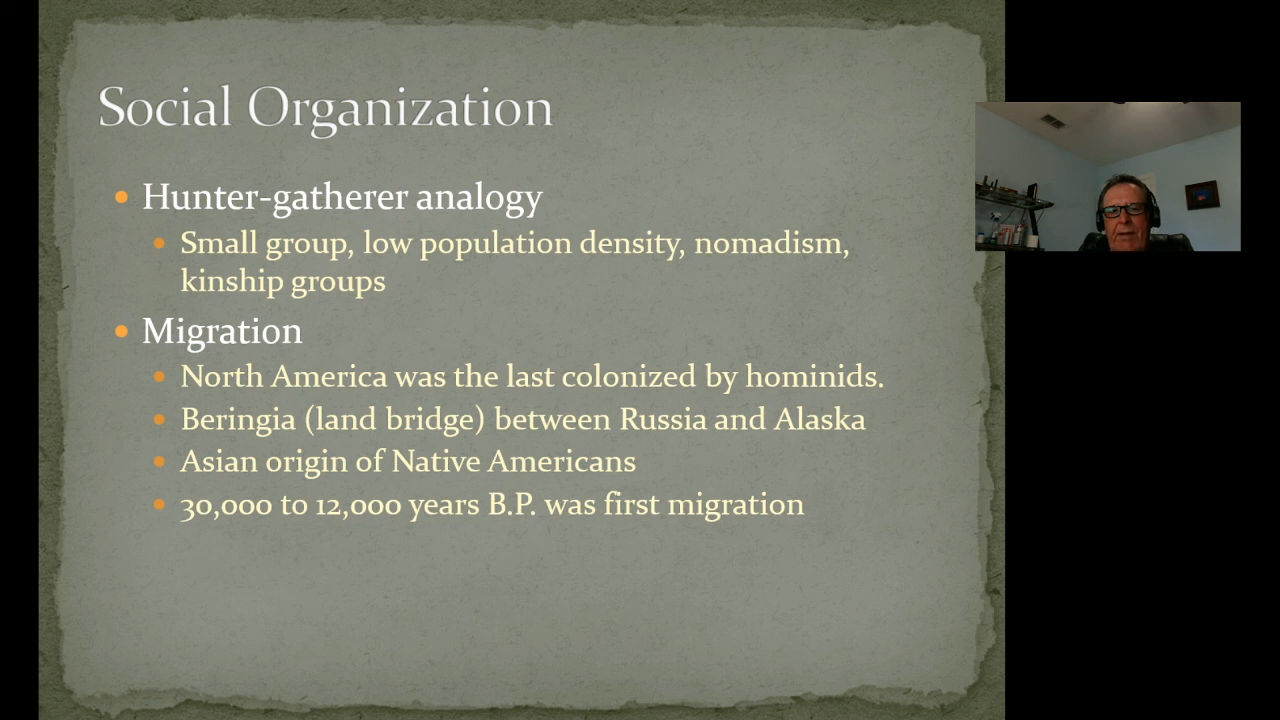 Social Organization
Hunter-gatherer analogy
Small group, low population density, nomadism,
kinship groups
Migration
North America was the last colonized by hominids.
Beringia (land bridge) between Russia and Alaska
Asian origin of Native Americans
30,000 to 12,000 years B.P. was first migration